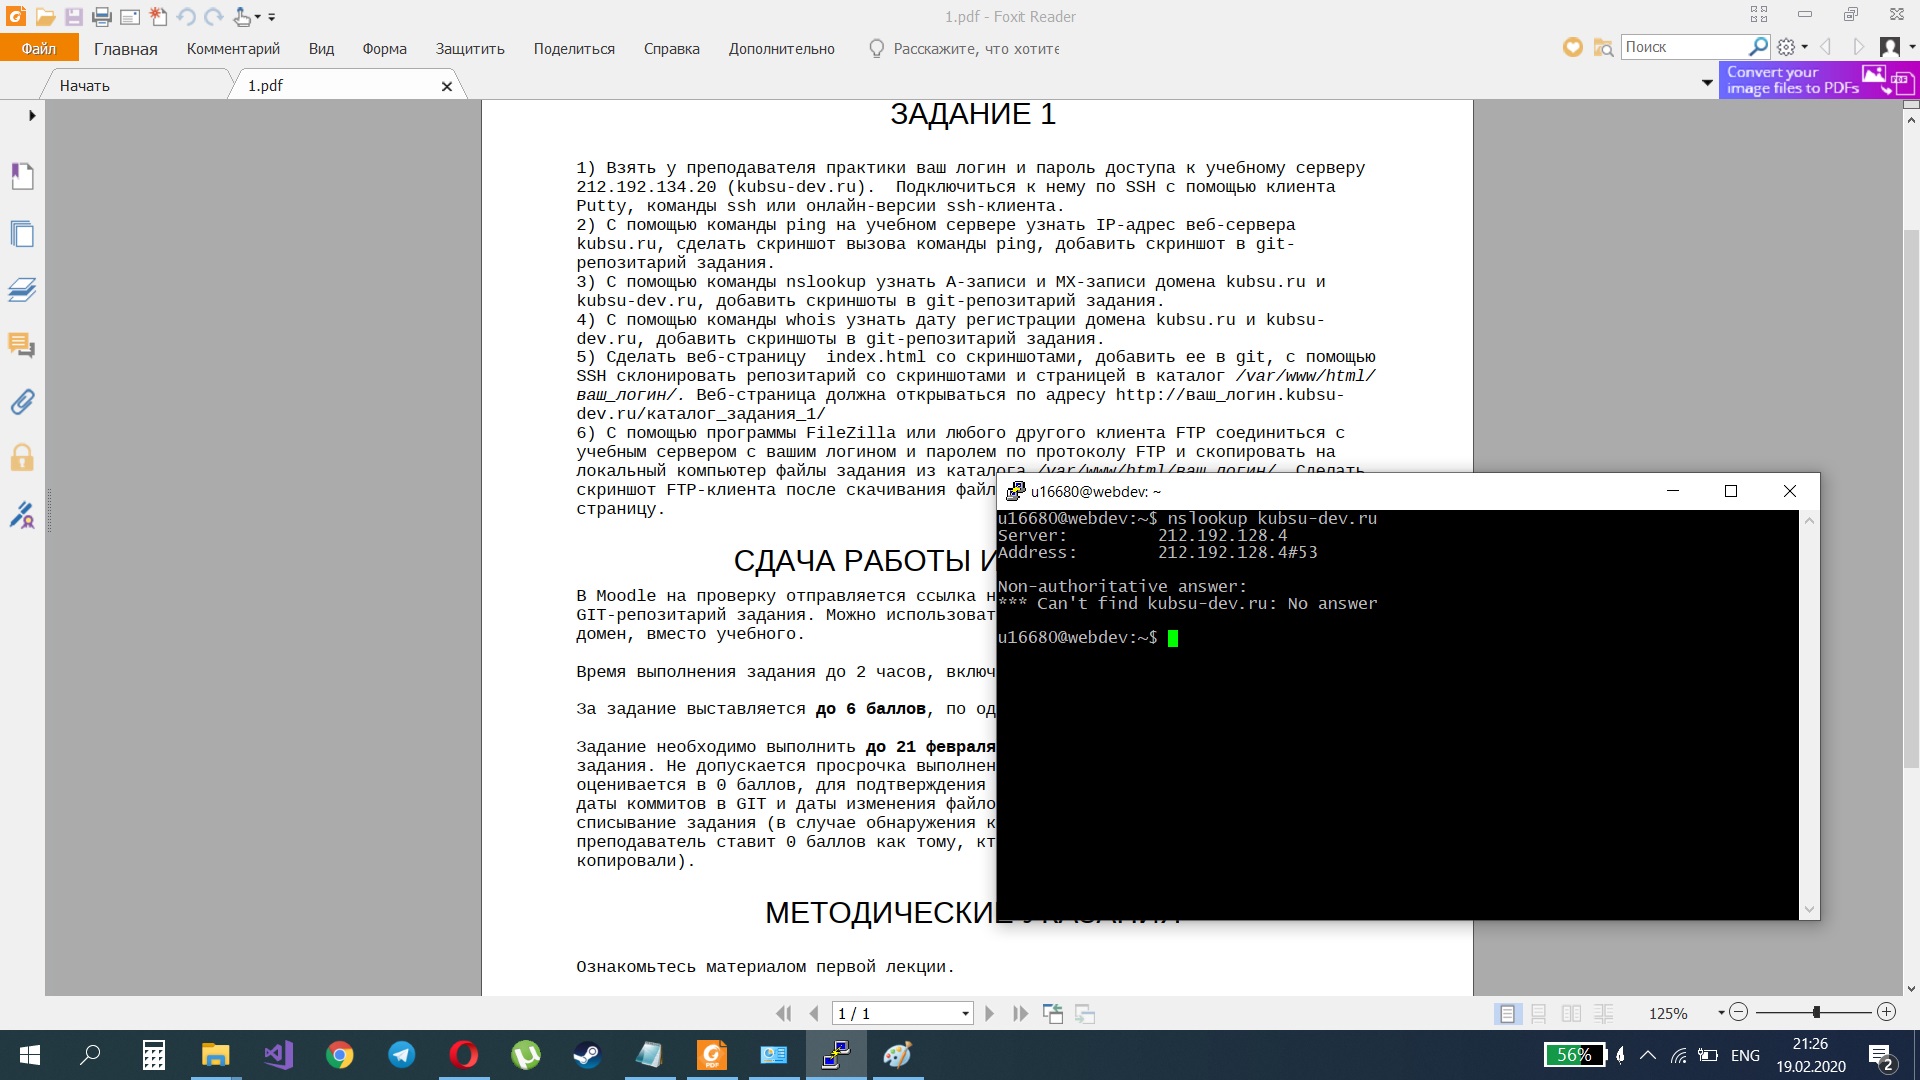 1.pdf - Foxit Reader
Файл Главная Комментарий Вид Форма Защитить Поделиться Справка Дополнительно Расскажите, что хотите Поиск
Начать 1.pdf
Convert your
image files to PDFs
ЗАДАНИЕ 1
1) Взять у преподавателя практики ваш логин и пароль доступа к учебному серверу
212.192.134.20 (kubsu-dev.ru). Подключиться к нему по SSH с помощью клиента
Putty, команды ssh или онлайн-версии ssh-клиента.
2) С помощью команды ping на учебном сервере узнать IP-адрес веб-сервера
kubsu.ru, сделать скриншот вызова команды ping, добавить скриншот в git-
репозитарий задания.
3) С помощью команды nslookup узнать A-записи и MX-записи домена kubsu.ru и
kubsu-dev.ru, добавить скриншоты в git-репозитарий задания.
4) С помощью команды whois узнать дату регистрации домена kubsu.ru и kubsu-
dev.ru, добавить скриншоты в git-репозитарий задания.
5) Сделать веб-страницу index.html со скриншотами, добавить ее в git, с помощью
SSH склонировать репозитарий со скриншотами и страницей в каталог /var/www/html/
ваш_логин/. Веб-страница должна открываться по адресу http://ваш_логин.kubsu-
dev.ru/каталог_задания_1/
6) С помощью программы FileZilla или любого другого клиента FTP соединиться с
учебным сервером с вашим логином и паролем по протоколу FTP и скопировать на
локальный компьютер файлы задания из каталога /var/www/html/ваш_логин/. Сделать
скриншот FTP-клиента после скачивания файл
страницу.
СДАЧА РАБОТЫ И
В Moodle на проверку отправляется ссылка н
GIT-репозитарий задания. Можно использоват
домен, вместо учебного.
Время выполнения задания до 2 часов, включ
За задание выставляется до 6 баллов, по од
Задание необходимо выполнить до 21 февраля
задания. Не допускается просрочка выполнен
оценивается в 0 баллов, для подтверждения
даты коммитов в GIT и даты изменения файло
списывание задания (в случае обнаружения к
преподаватель ставит 0 баллов как тому, кт
копировали).
МЕТОДИЧЕСКИЕ УКАЗАНИЯ
Ознакомьтесь материалом первой лекции.
u16680@webdev: ~
u16680@webdev:~$ nslookup kubsu-dev.ru
Server: 212.192.128.4
Address: 212.192.128.4#53
Non-authoritative answer:
*** Can't find kubsu-dev.ru: No answer
u16680@webdev:~$
1 / 1 125%
56% ENG 21:26
19.02.2020 2